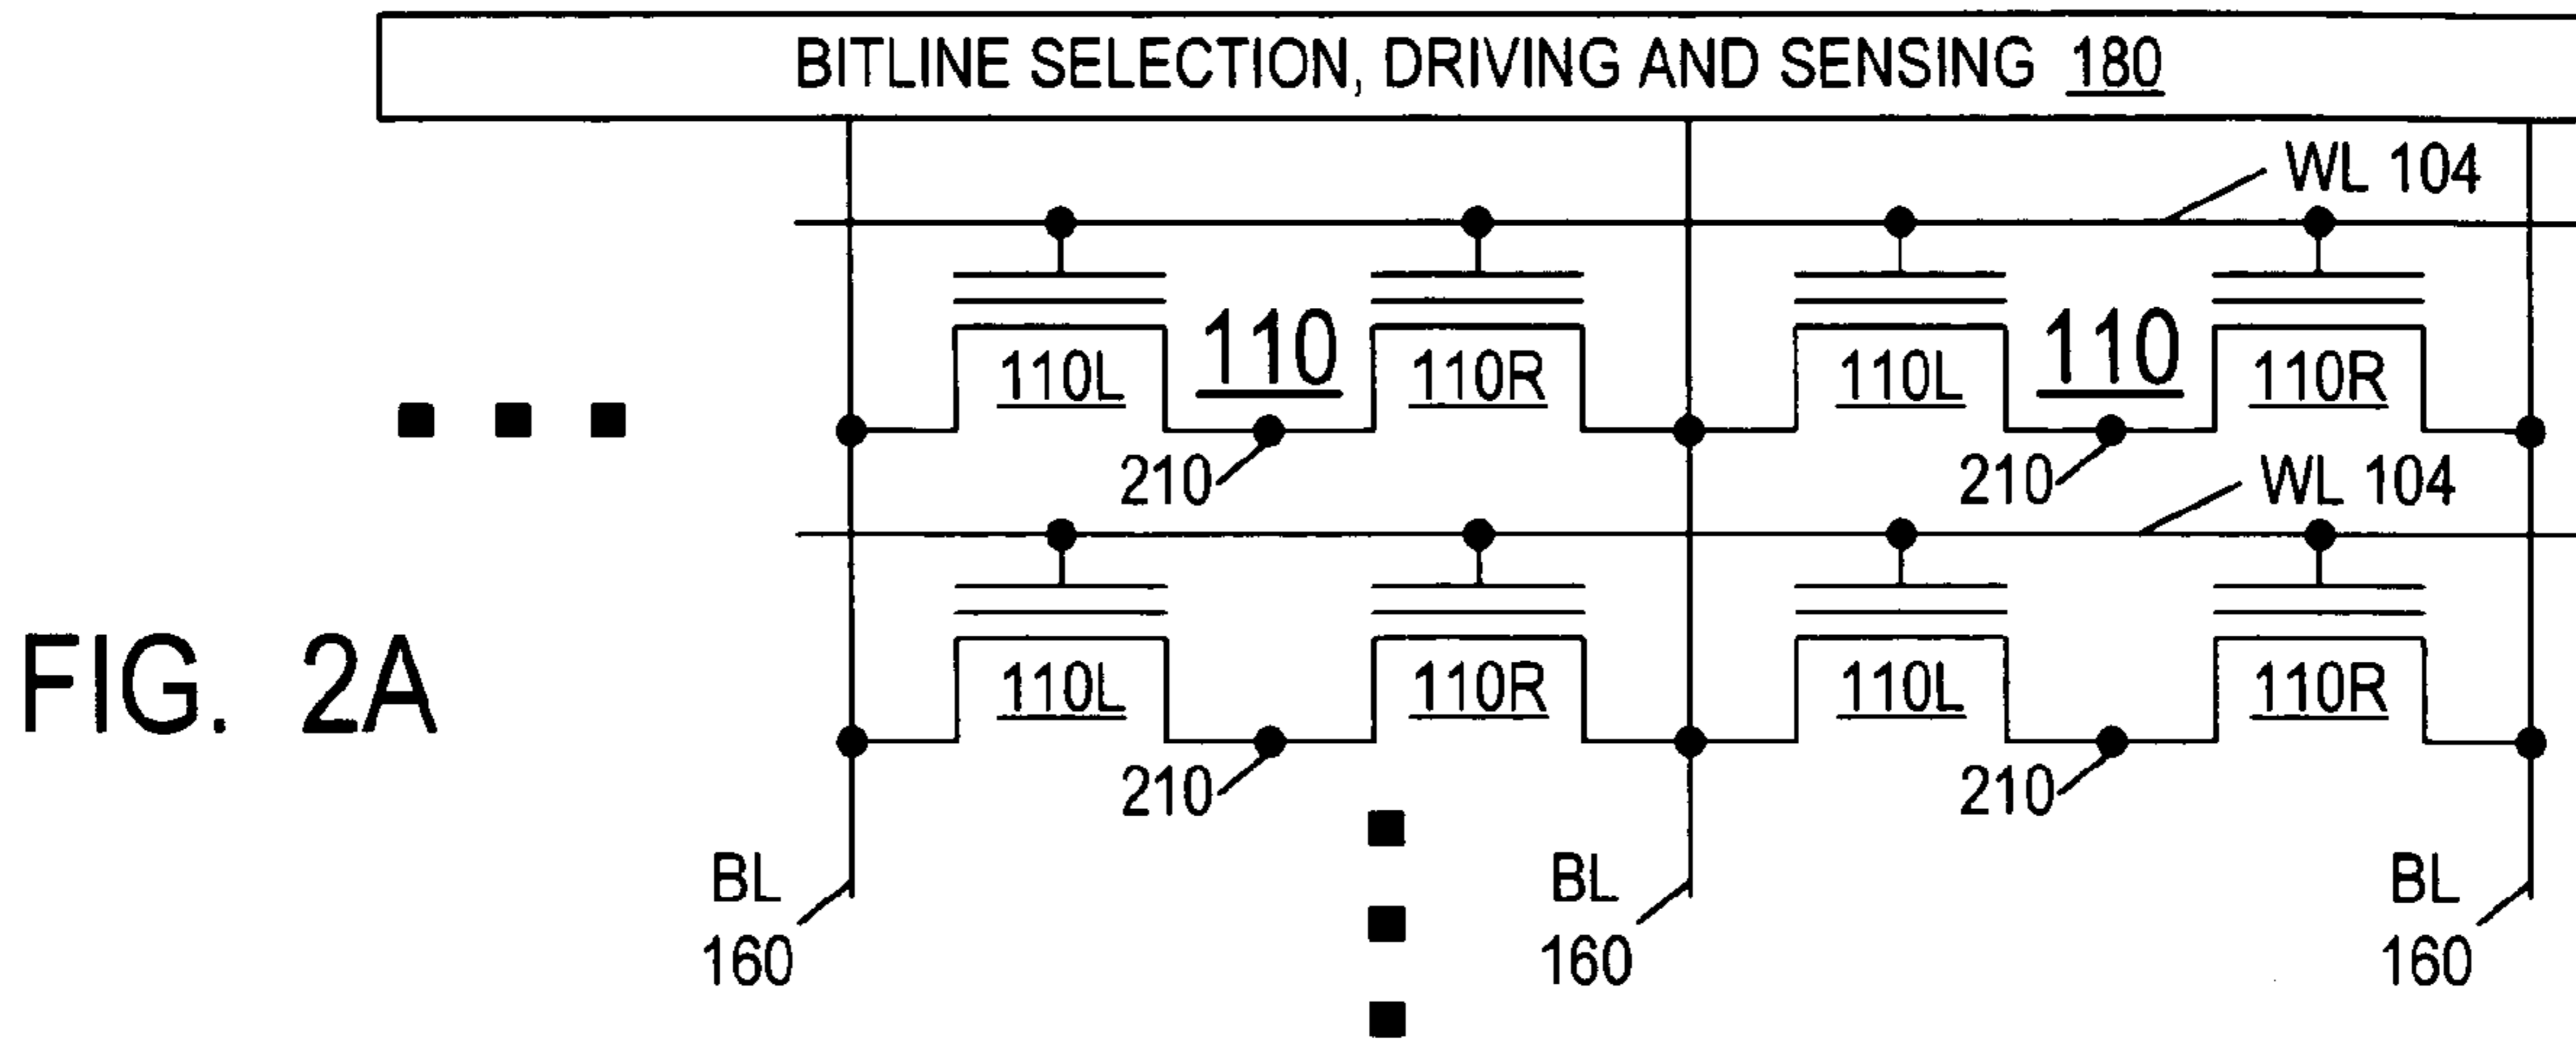 BITLINE SELECTION, DRIVING AND SENSING 180
WL 104
110 110
110L 110R 110L 110R
210 210
WL 104
FIG. 2A
110L 110R 110L 110R
210 210
BL BL BL
160 160 160